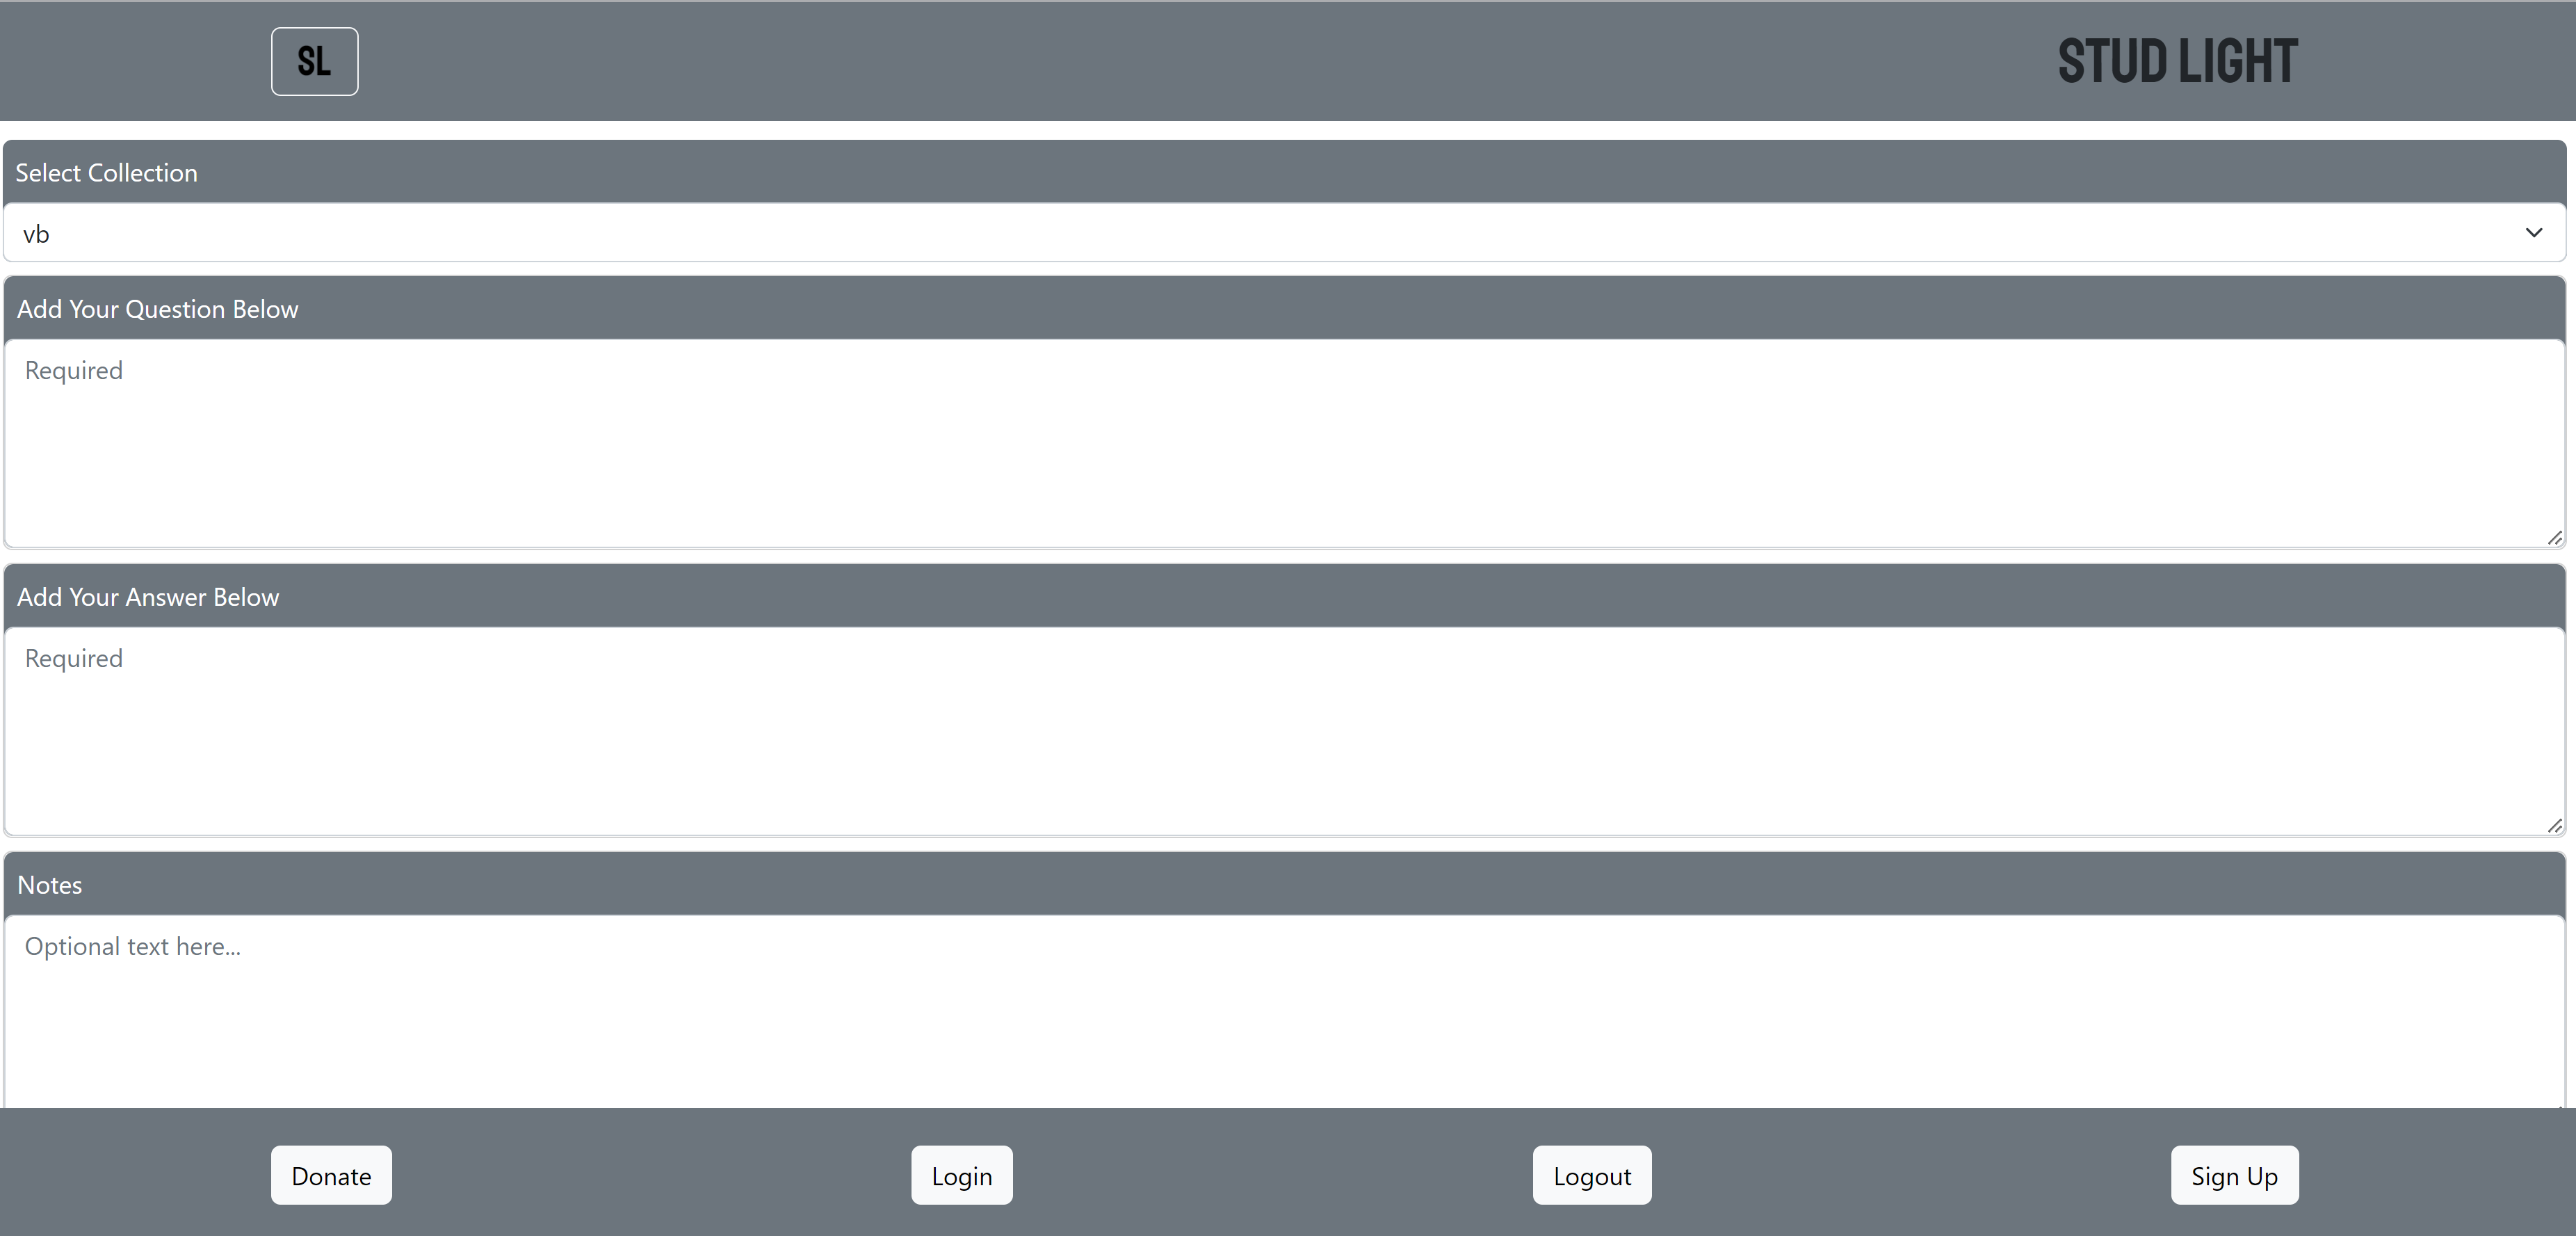 SL
STUD LIGHT
Select Collection
vb
Add Your Question Below
Required
Add Your Answer Below
Required
Notes
Optional text here...
Donate
Login
Logout
Sign Up